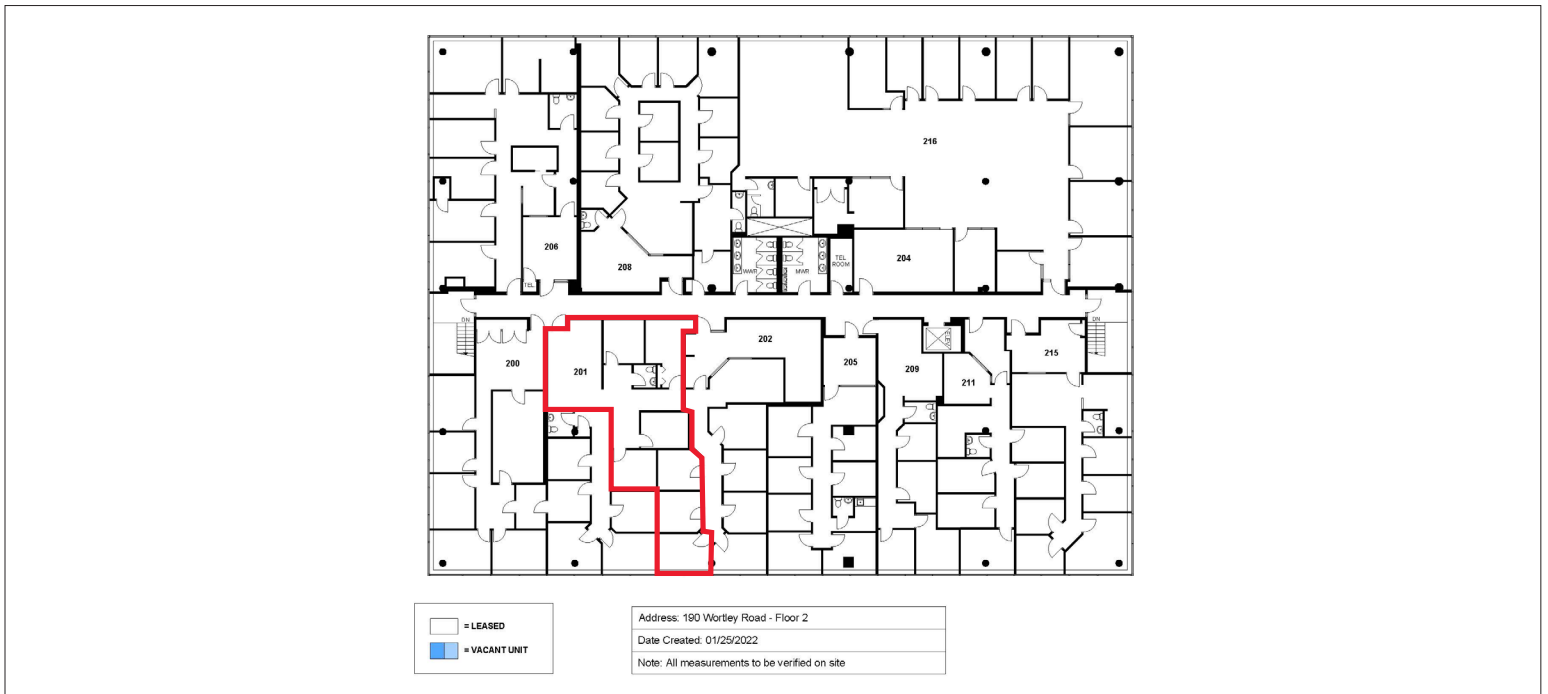 216
206
208
204
TEL
ROOM
WWR
MWR
TEL
DN
DN
200
201
202
205
209
211
215
= LEASED
= VACANT UNIT
Address: 190 Wortley Road - Floor 2
Date Created: 01/25/2022
Note: All measurements to be verified on site